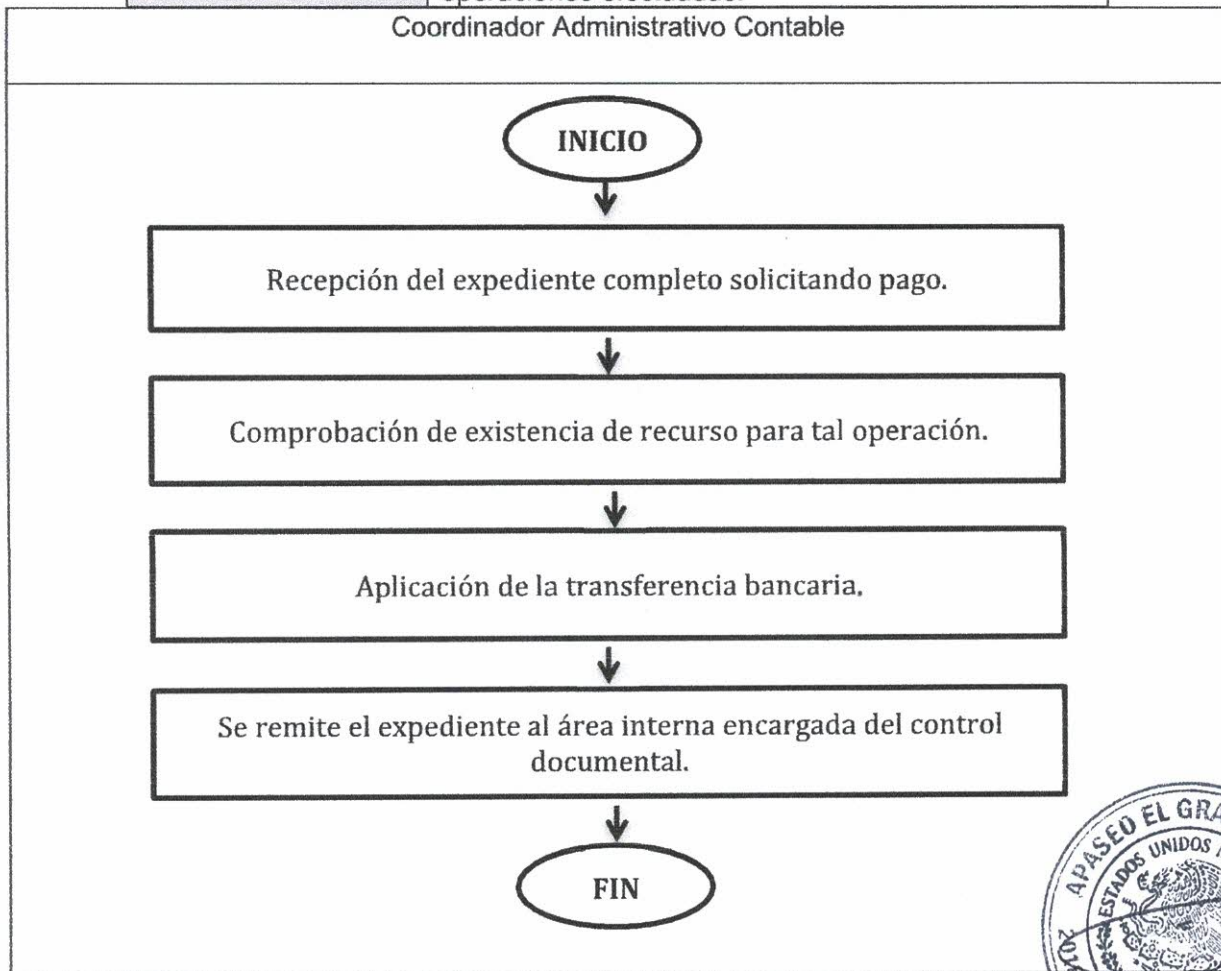 Coordinador Administrativo Contable
INICIO
Recepción del expediente completo solicitando pago.
Comprobación de existencia de recurso para tal operación.
Aplicación de la transferencia bancaria.
Se remite el expediente al área interna encargada del control
documental.
FIN
APASEO EL GRA
ESTADOS UNIDOS